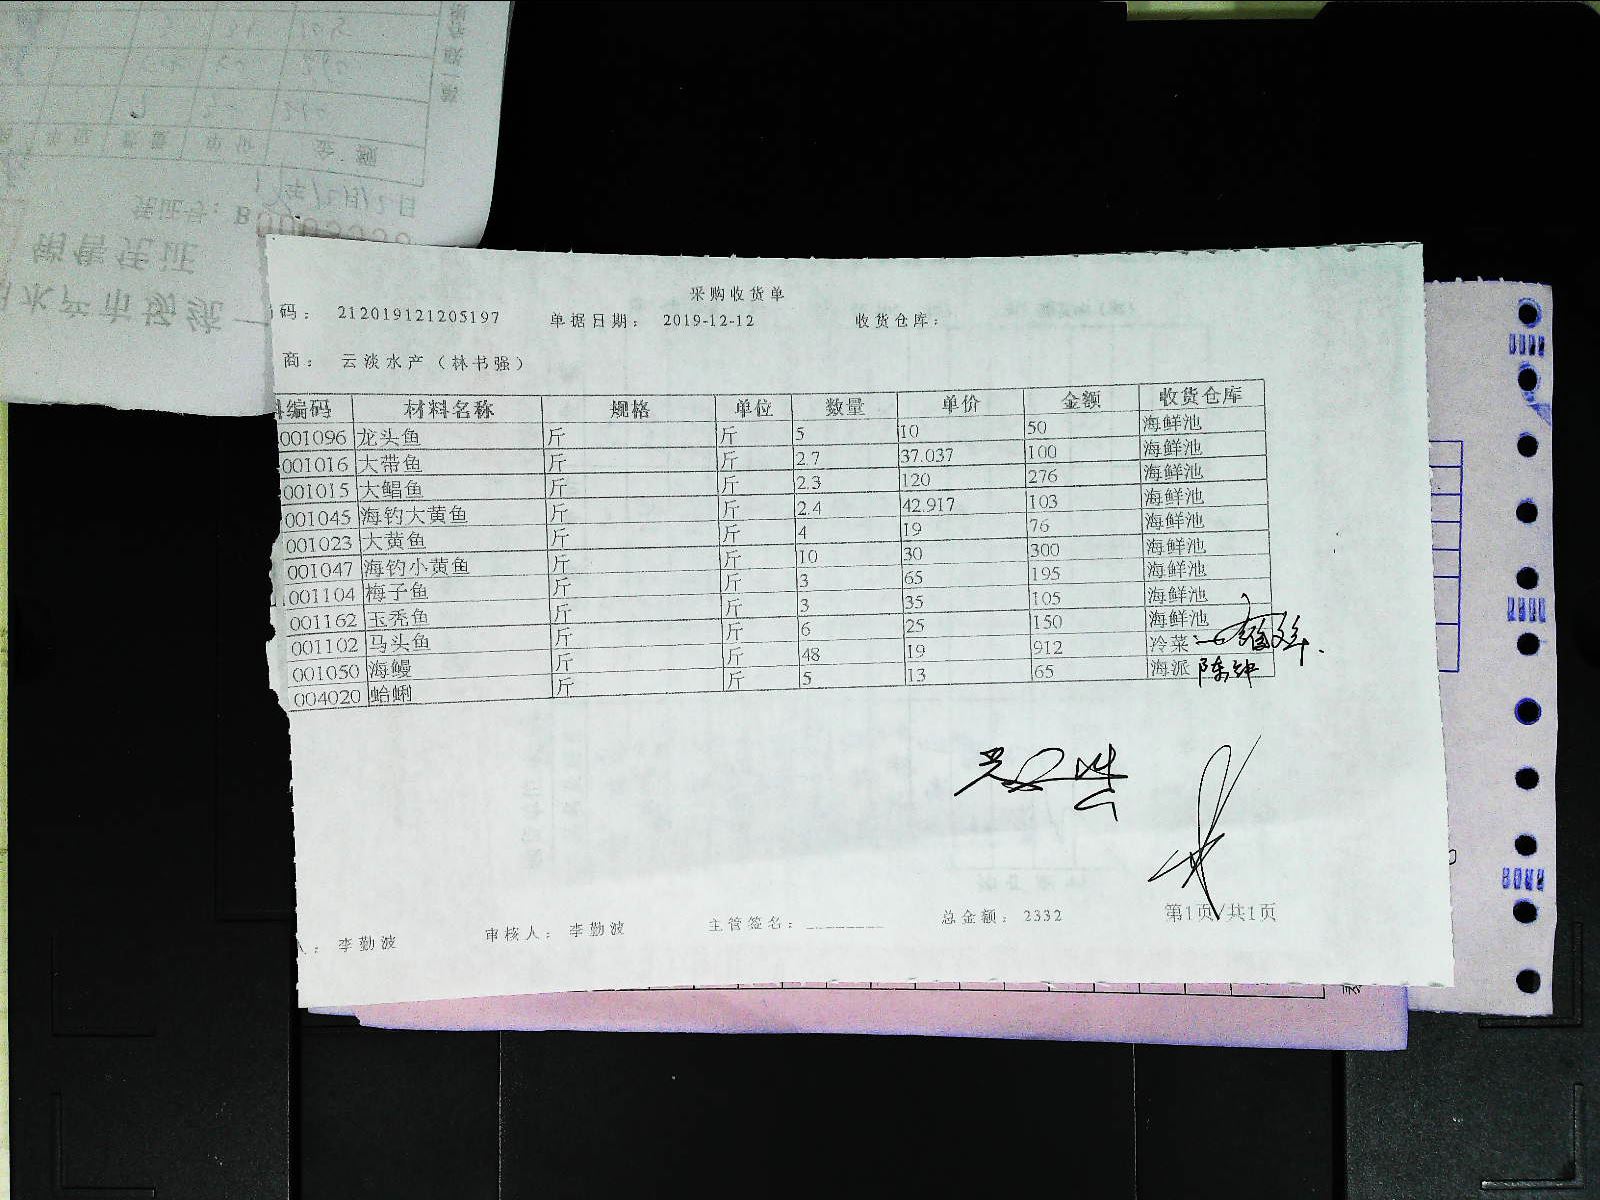 采购收货单
码： 212019121205197 单据日期： 2019-12-12 收货仓库：
商： 云淡水产（林书强）
编码 材料名称 规格 单位 数量 单价 金额 收货仓库
001096 龙头鱼 斤 斤 5 10 50 海鲜池
001016 大带鱼 斤 斤 2.7 37.037 100 海鲜池
001015 大鲳鱼 斤 斤 2.3 120 276 海鲜池
001045 海钓大黄鱼 斤 斤 2.4 42.917 103 海鲜池
001023 大黄鱼 斤 斤 4 19 76 海鲜池
001047 海钓小黄鱼 斤 斤 10 30 300 海鲜池
001104 梅子鱼 斤 斤 3 65 195 海鲜池
001162 玉秃鱼 斤 斤 3 35 105 海鲜池
001102 马头鱼 斤 斤 6 25 150 海鲜池
001050 海鳗 斤 斤 48 19 912 冷菜
004020 蛤蜊 斤 斤 5 13 65 海派
： 李勤波 审核人： 李勤波 主管签名： ________ 总金额： 2332 第1页/共1页